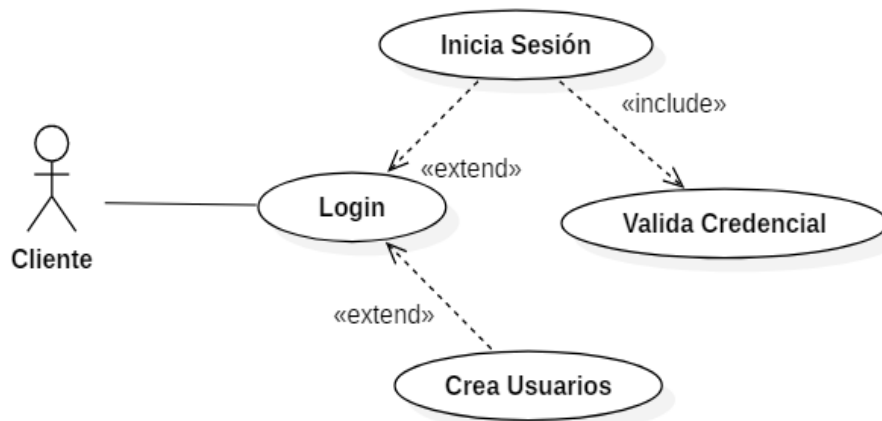 Inicia Sesión
«include»
«extend»
Login
Valida Credencial
Cliente
«extend»
Crea Usuarios